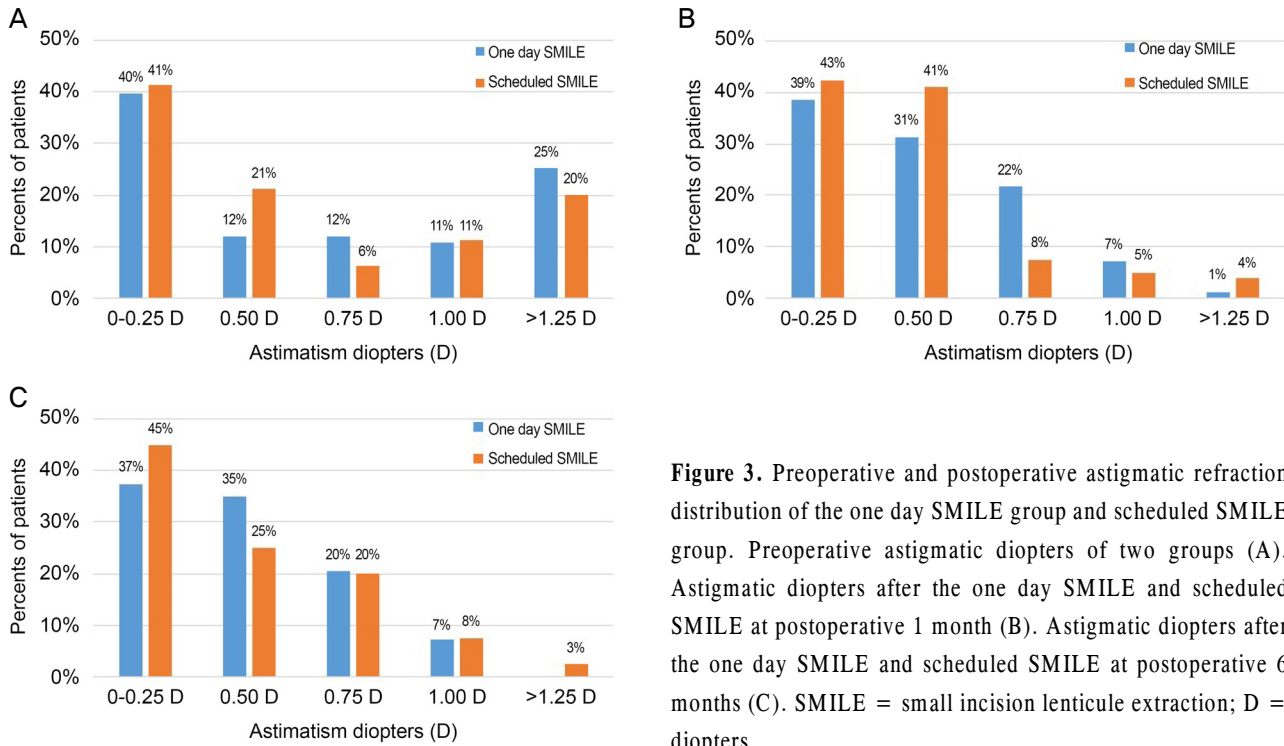 A
50%
40%
30%
20%
10%
0%
Percents of patients
One day SMILE
Scheduled SMILE
40%
41%
12%
21%
12%
6%
11%
11%
25%
20%
0-0.25 D
0.50 D
0.75 D
1.00 D
>1.25 D
Astimatism diopters (D)
B
50%
40%
30%
20%
10%
0%
Percents of patients
One day SMILE
Scheduled SMILE
39%
43%
31%
41%
22%
8%
7%
5%
1%
4%
0-0.25 D
0.50 D
0.75 D
1.00 D
>1.25 D
Astimatism diopters (D)
C
50%
40%
30%
20%
10%
0%
Percents of patients
One day SMILE
Scheduled SMILE
37%
45%
35%
25%
20%
20%
7%
8%
3%
0-0.25 D
0.50 D
0.75 D
1.00 D
>1.25 D
Astimatism diopters (D)
Figure 3. Preoperative and postoperative astigmatic refraction
distribution of the one day SMILE group and scheduled SMILE
group. Preoperative astigmatic diopters of two groups (A).
Astigmatic diopters after the one day SMILE and scheduled
SMILE at postoperative 1 month (B). Astigmatic diopters after
the one day SMILE and scheduled SMILE at postoperative 6
months (C). SMILE = small incision lenticule extraction; D =
diopters